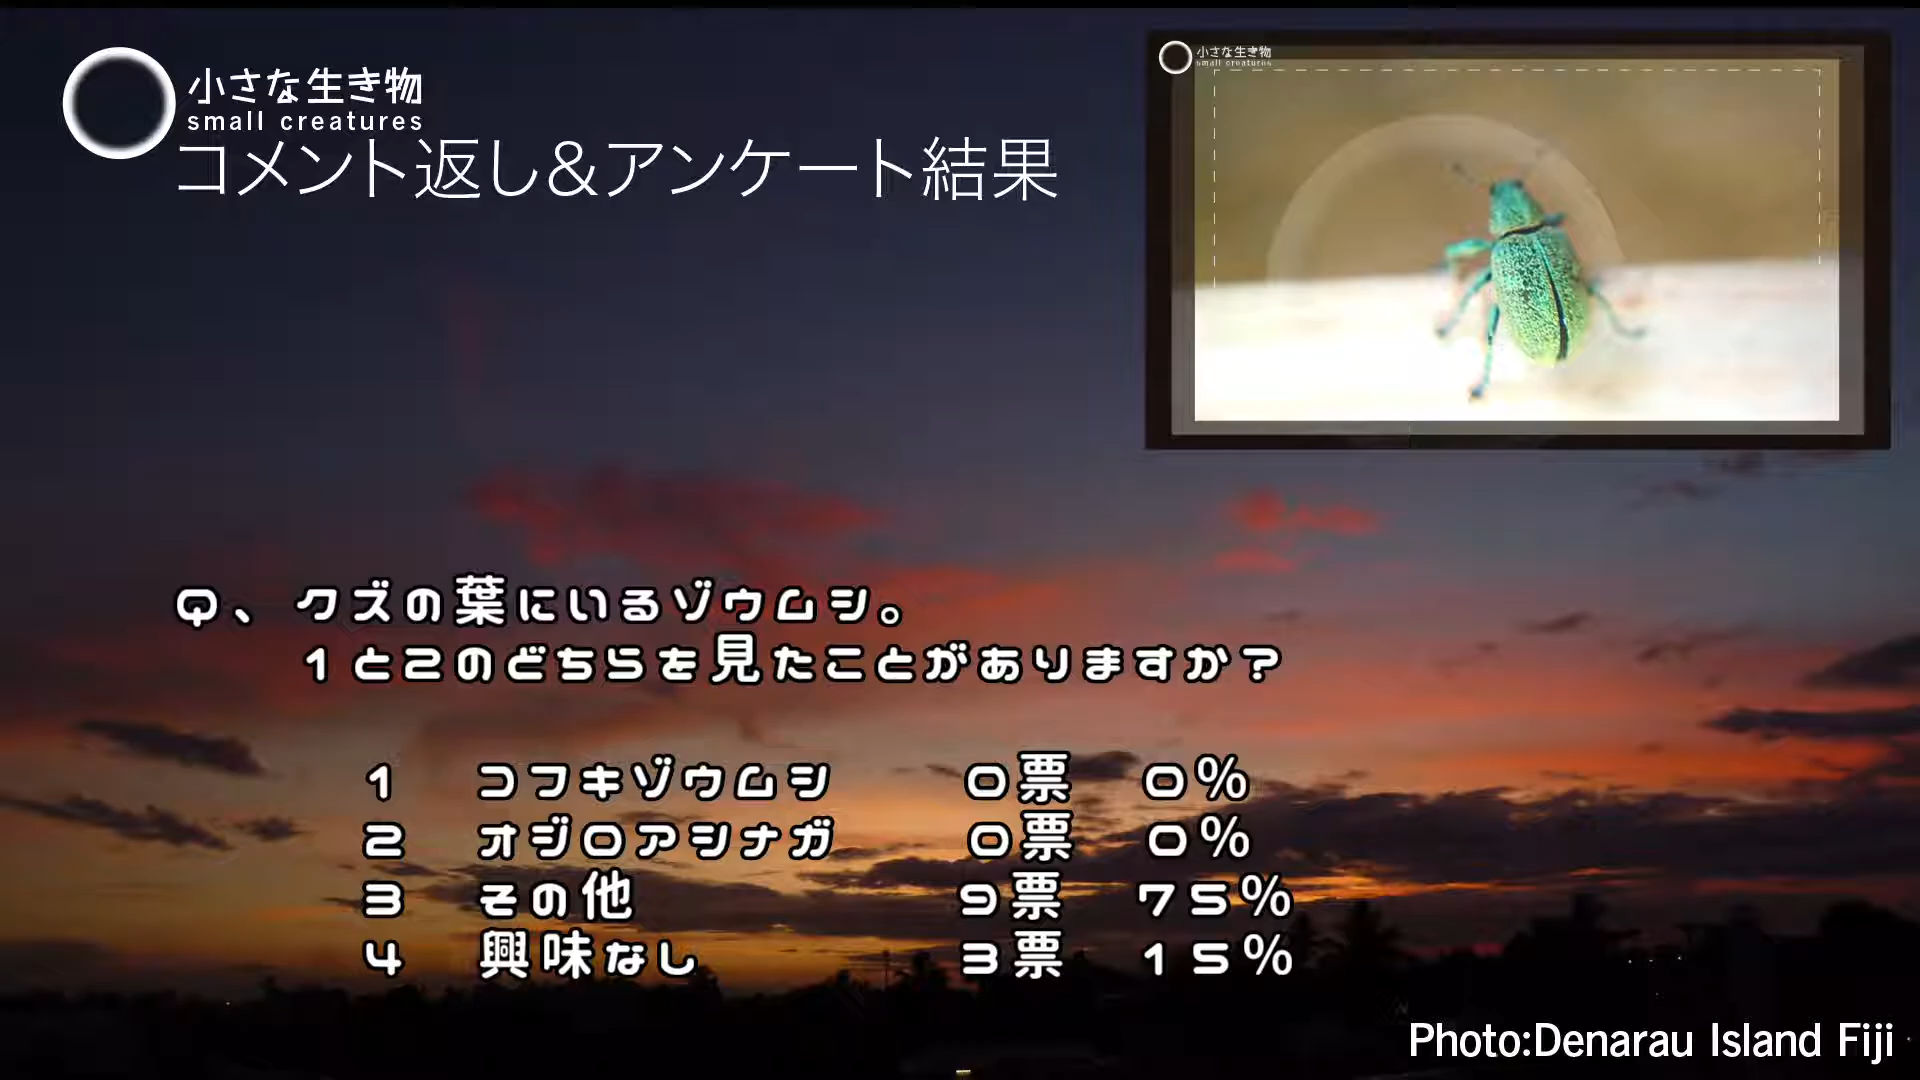 小さな生き物
small creatures
コメント返し&アンケート結果
小さな生き物
small creatures
Q、クズの葉にいるゾウムシ。
1と2のどちらを見たことがありますか?
1 コフキゾウムシ 0票 0%
2 オジロアシナガ 0票 0%
3 その他 9票 75%
4 興味なし 3票 15%
Photo:Denarau Island Fiji